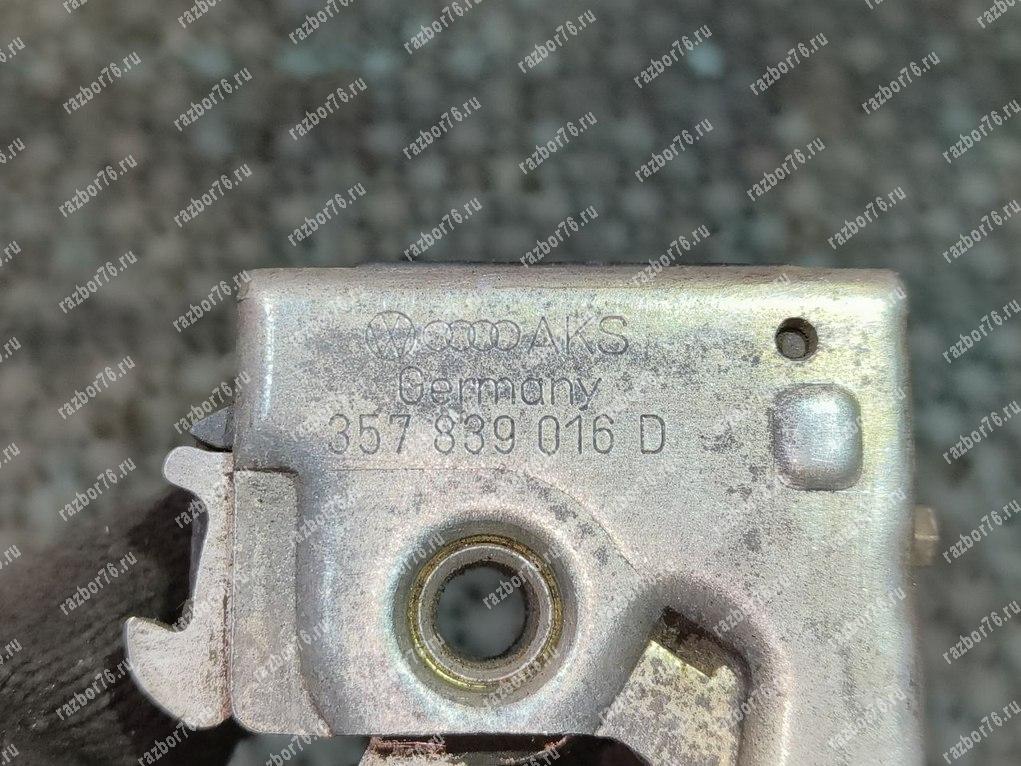 AKS
Germany
357 839 016 D
razbor76.ru